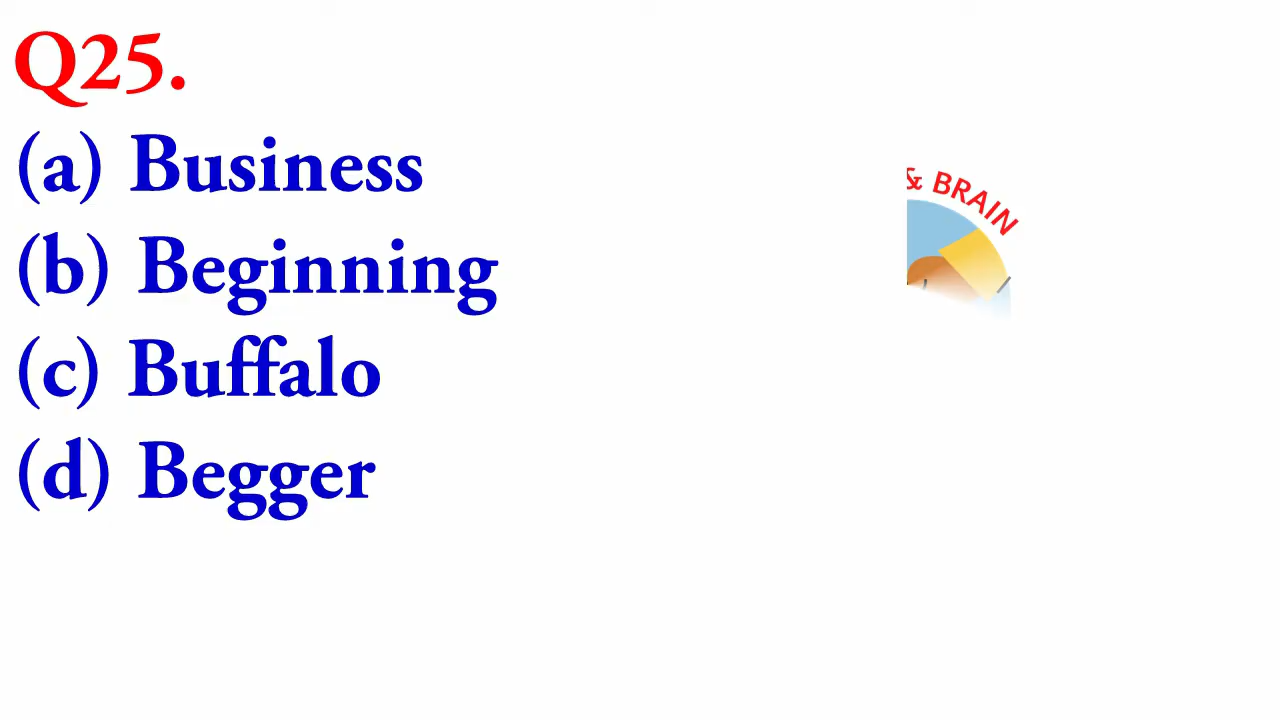 Q25.
(a) Business
(b) Beginning
(c) Buffalo
(d) Begger
& BRAIN